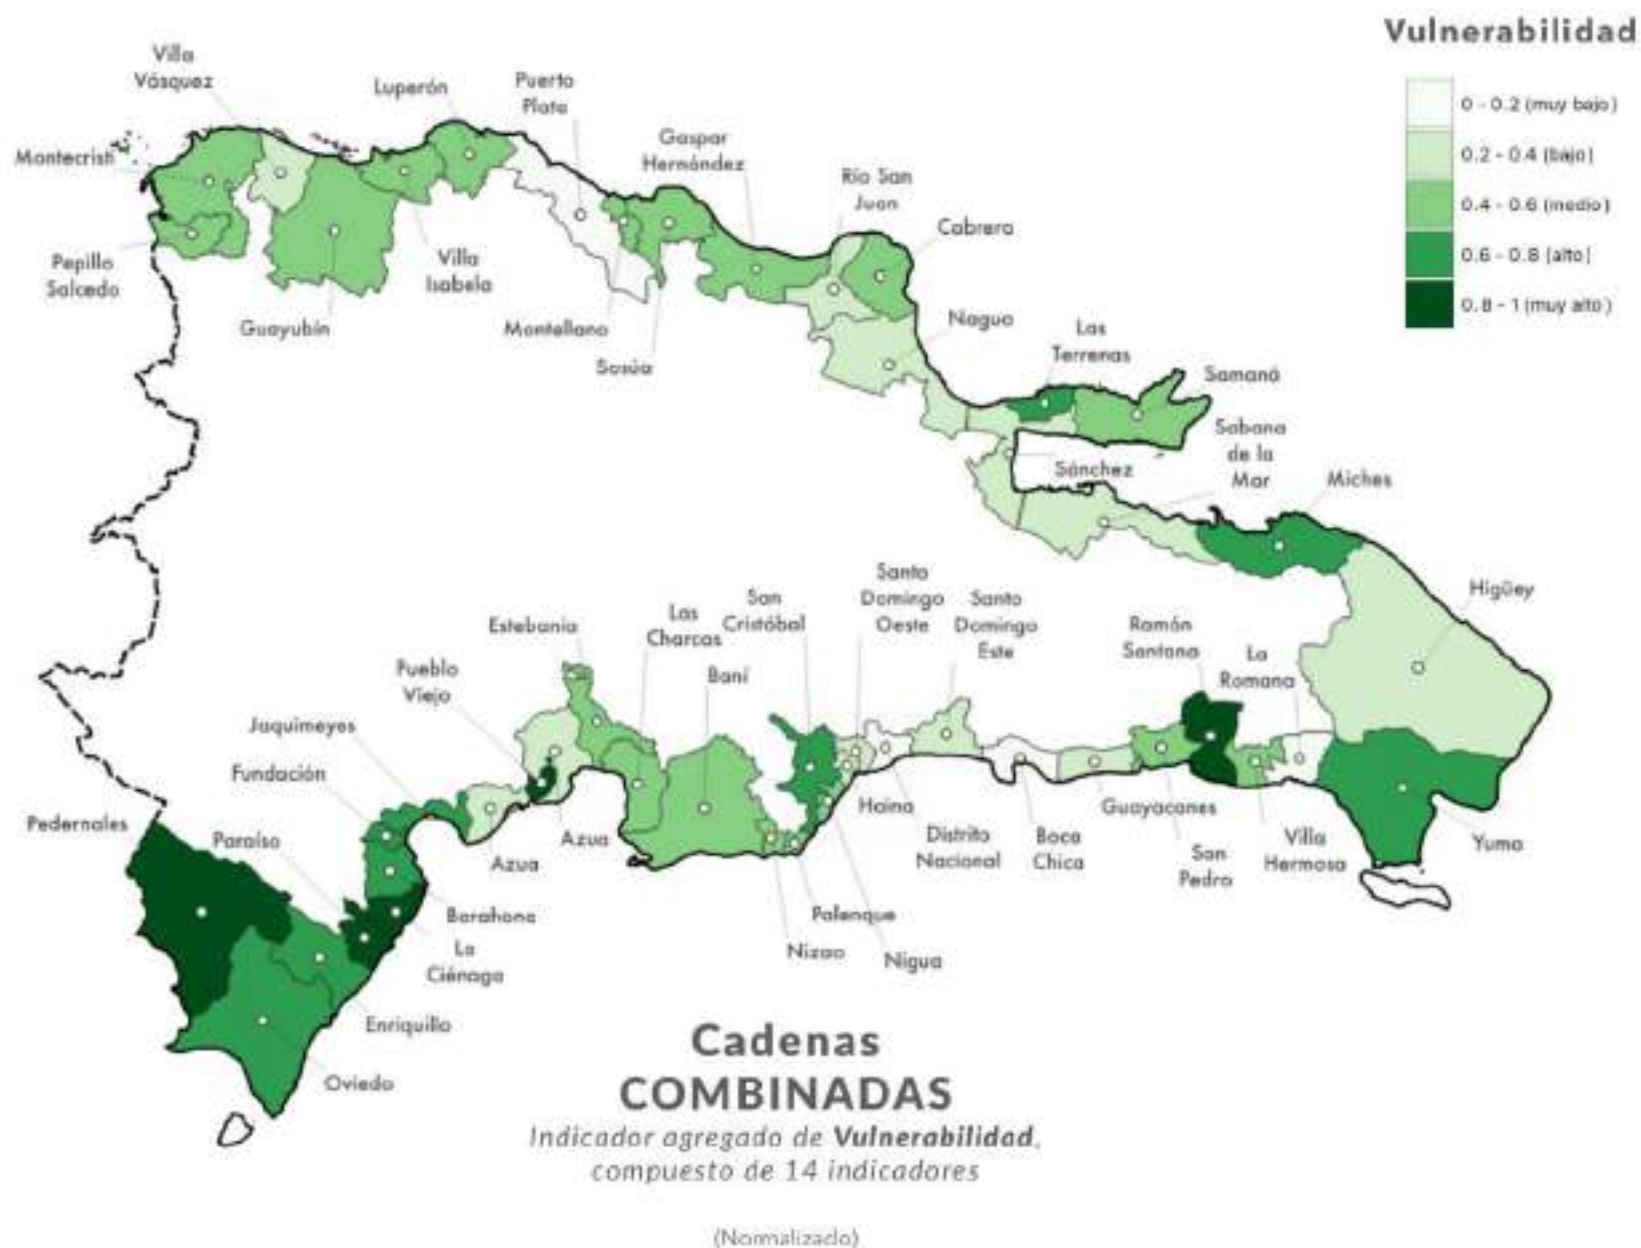 Vulnerabilidad
0 - 0.2 (muy bajo)
0.2 - 0.4 (bajo)
0.4 - 0.6 (medio)
0.6 - 0.8 (alto)
0.8 - 1 (muy alto)
Villa
Vásquez
Luperón
Puerto
Plata
Montecristi
Gaspar
Hernández
Río San
Juan
Cabrera
Pepillo
Salcedo
Villa
Isabela
Guayubín
Montellano
Sosúa
Nagua
Las
Terrenas
Samaná
Sabana
de la
Mar
Sánchez
Miches
Higüey
Estebanía
Las
Charcas
San
Cristóbal
Santo
Domingo
Oeste
Santo
Domingo
Este
Ramón
Santana
La
Romana
Pueblo
Viejo
Baní
Jaquimeyes
Fundación
Pedernales
Paraíso
Azua
Azua
Haina
Distrito
Nacional
Boca
Chica
Guayacanes
San
Pedro
Villa
Hermosa
Yuma
Barahona
La
Ciénaga
Palenque
Nizao
Nigua
Enriquillo
Oviedo
Cadenas
COMBINADAS
Indicador agregado de Vulnerabilidad,
compuesto de 14 indicadores
(Normalizado)